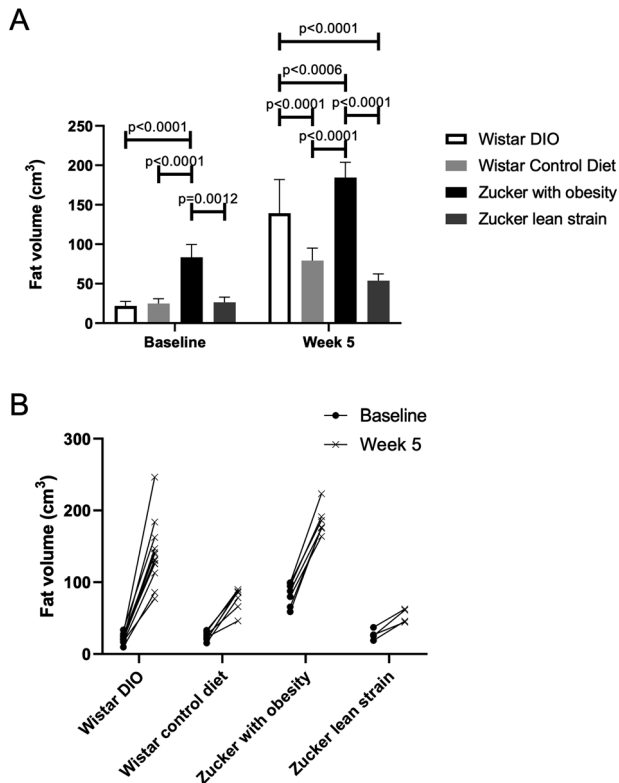 A
p<0.0001
p<0.0006
p<0.0001
p<0.0001
p<0.0001
p<0.0001
p<0.0001
p=0.0012
Fat volume (cm³)
250
200
150
100
50
0
Baseline
Week 5
Wistar DIO
Wistar Control Diet
Zucker with obesity
Zucker lean strain
B
Baseline
Week 5
Fat volume (cm³)
300
200
100
0
Wistar DIO
Wistar control diet
Zucker with obesity
Zucker lean strain